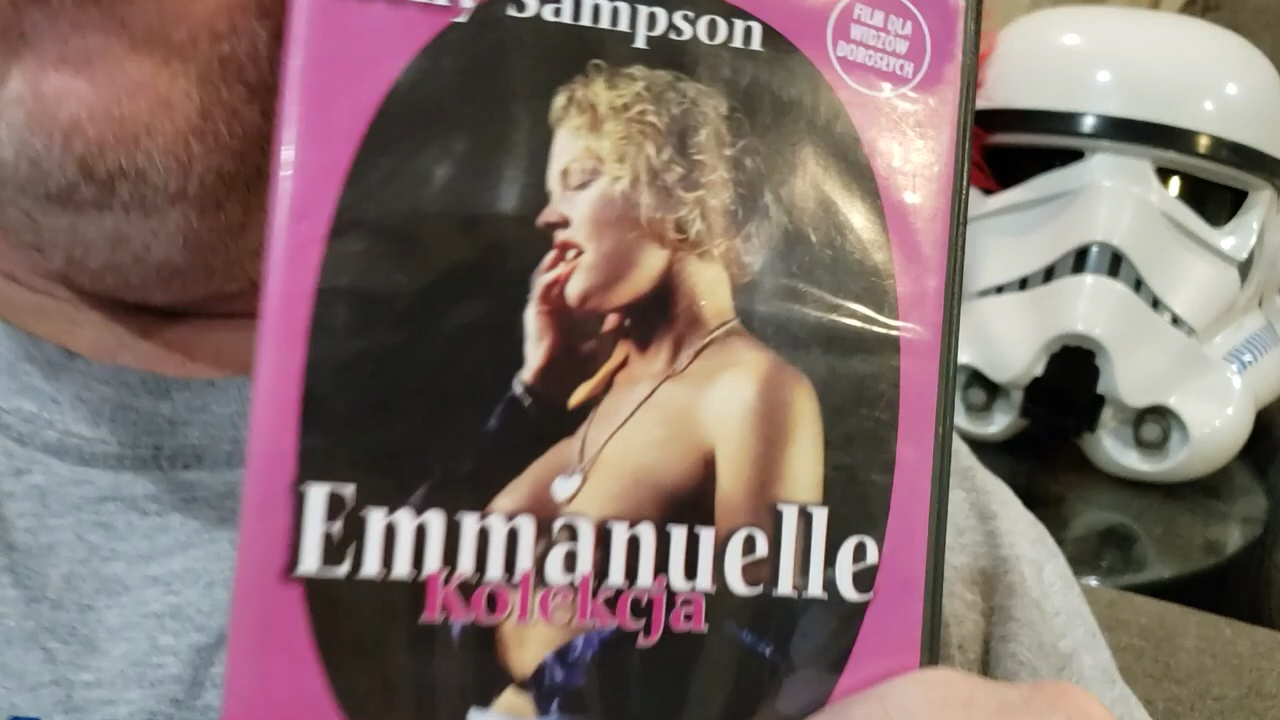 Sampson
FILM DLA
WIDZÓW
DOROSŁYCH
Emmanuelle
Kolekcja